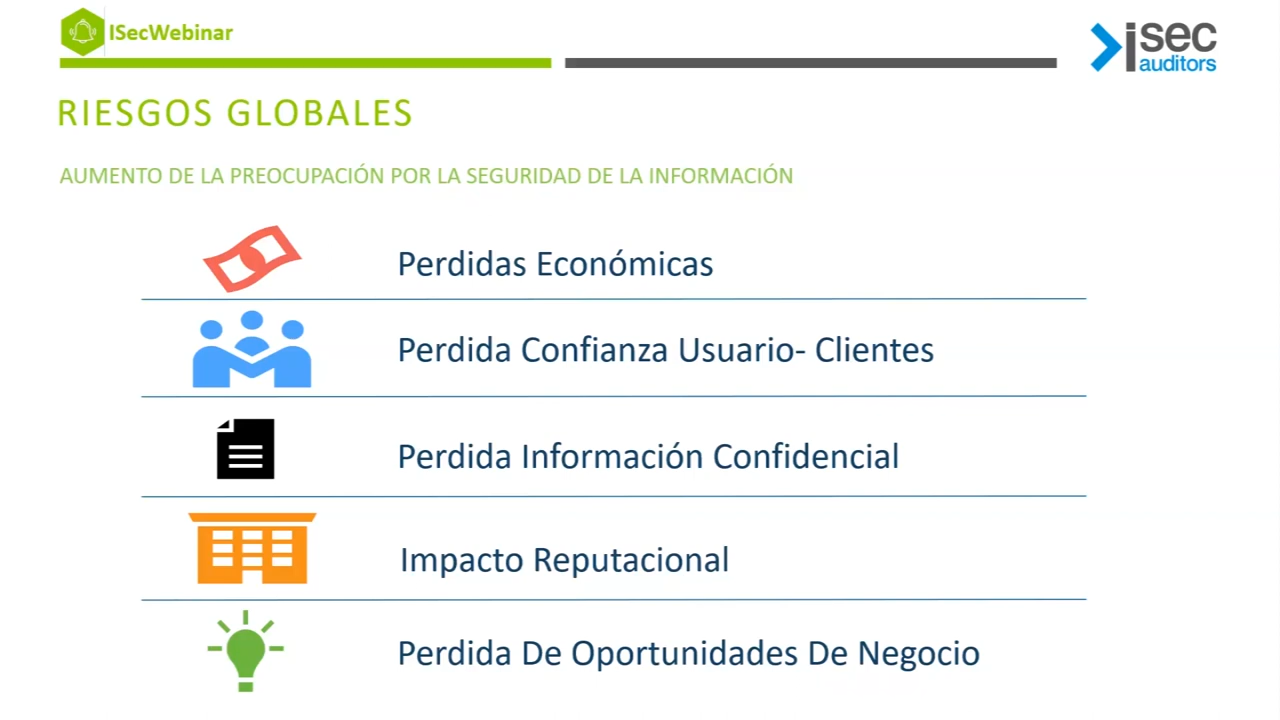 ISecWebinar
isec
auditors
RIESGOS GLOBALES
AUMENTO DE LA PREOCUPACIÓN POR LA SEGURIDAD DE LA INFORMACIÓN
Perdidas Económicas
Perdida Confianza Usuario- Clientes
Perdida Información Confidencial
Impacto Reputacional
Perdida De Oportunidades De Negocio